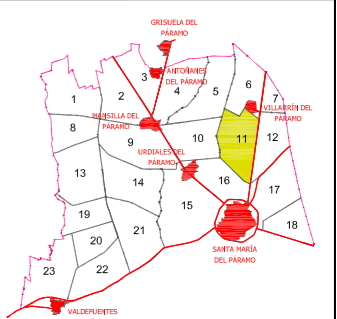 GRISUELA DEL
PÁRAMO
3
ANTOÑANES
DEL PÁRAMO
1
2
4
5
6
7
MANSILLA DEL
PÁRAMO
VILLARRÍN DEL
PÁRAMO
8
9
10
11
12
URDIALES DEL
PÁRAMO
13
14
15
16
17
18
19
20
21
22
23
SANTA MARÍA
DEL PÁRAMO
VALDEFUENTES